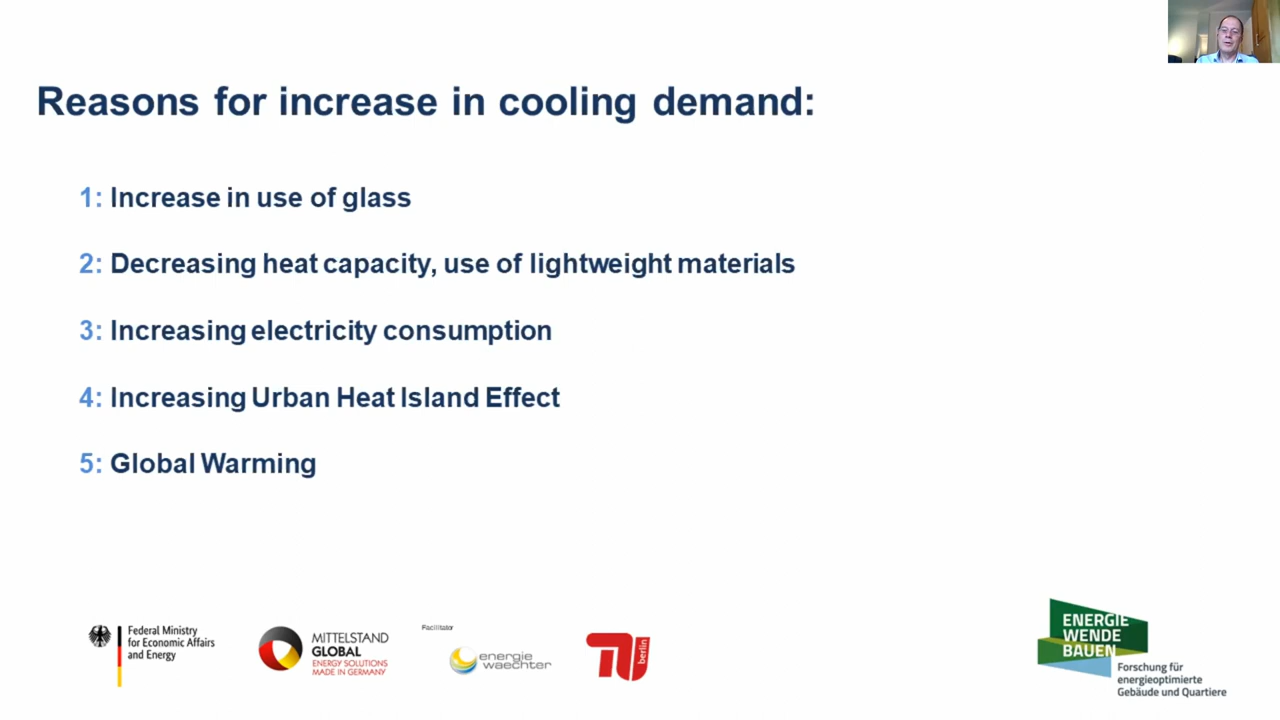 Reasons for increase in cooling demand:
1: Increase in use of glass
2: Decreasing heat capacity, use of lightweight materials
3: Increasing electricity consumption
4: Increasing Urban Heat Island Effect
5: Global Warming
Federal Ministry
for Economic Affairs
and Energy
MITTELSTAND
GLOBAL
ENERGY SOLUTIONS
MADE IN GERMANY
Facilitator
energie
waechter
berlin
ENERGIE
WENDE
BAUEN
Forschung für
energieoptimierte
Gebäude und Quartiere